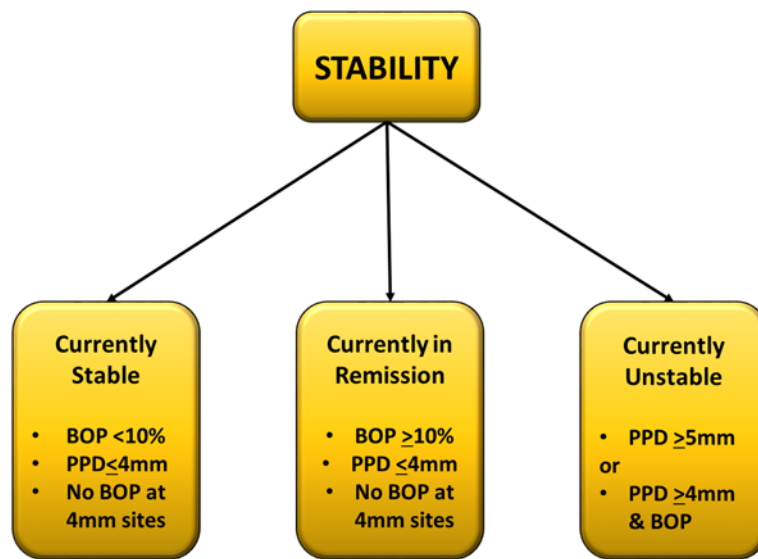 STABILITY
Currently
Stable
• BOP <10%
• PPD≤4mm
• No BOP at
4mm sites
Currently in
Remission
• BOP ≥10%
• PPD ≤4mm
• No BOP at
4mm sites
Currently
Unstable
• PPD ≥5mm
or
• PPD ≥4mm
& BOP